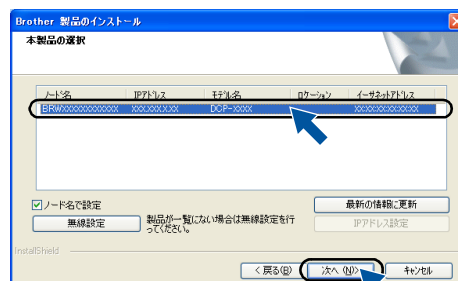 Brother 製品のインストール
本製品の選択
ノード名 IPアドレス モデル名 ロケーション イーサネットアドレス
BRWxxxxxxxxxxxx xxx.xxx.x.xx DCP-xxxx xx:xx:xx:xx:xx:xx
ノード名で設定
最新の情報に更新
無線設定
製品が一覧にない場合は無線設定を行
ってください。
IPアドレス設定
InstallShield
< 戻る(B) 次へ (N)> キャンセル